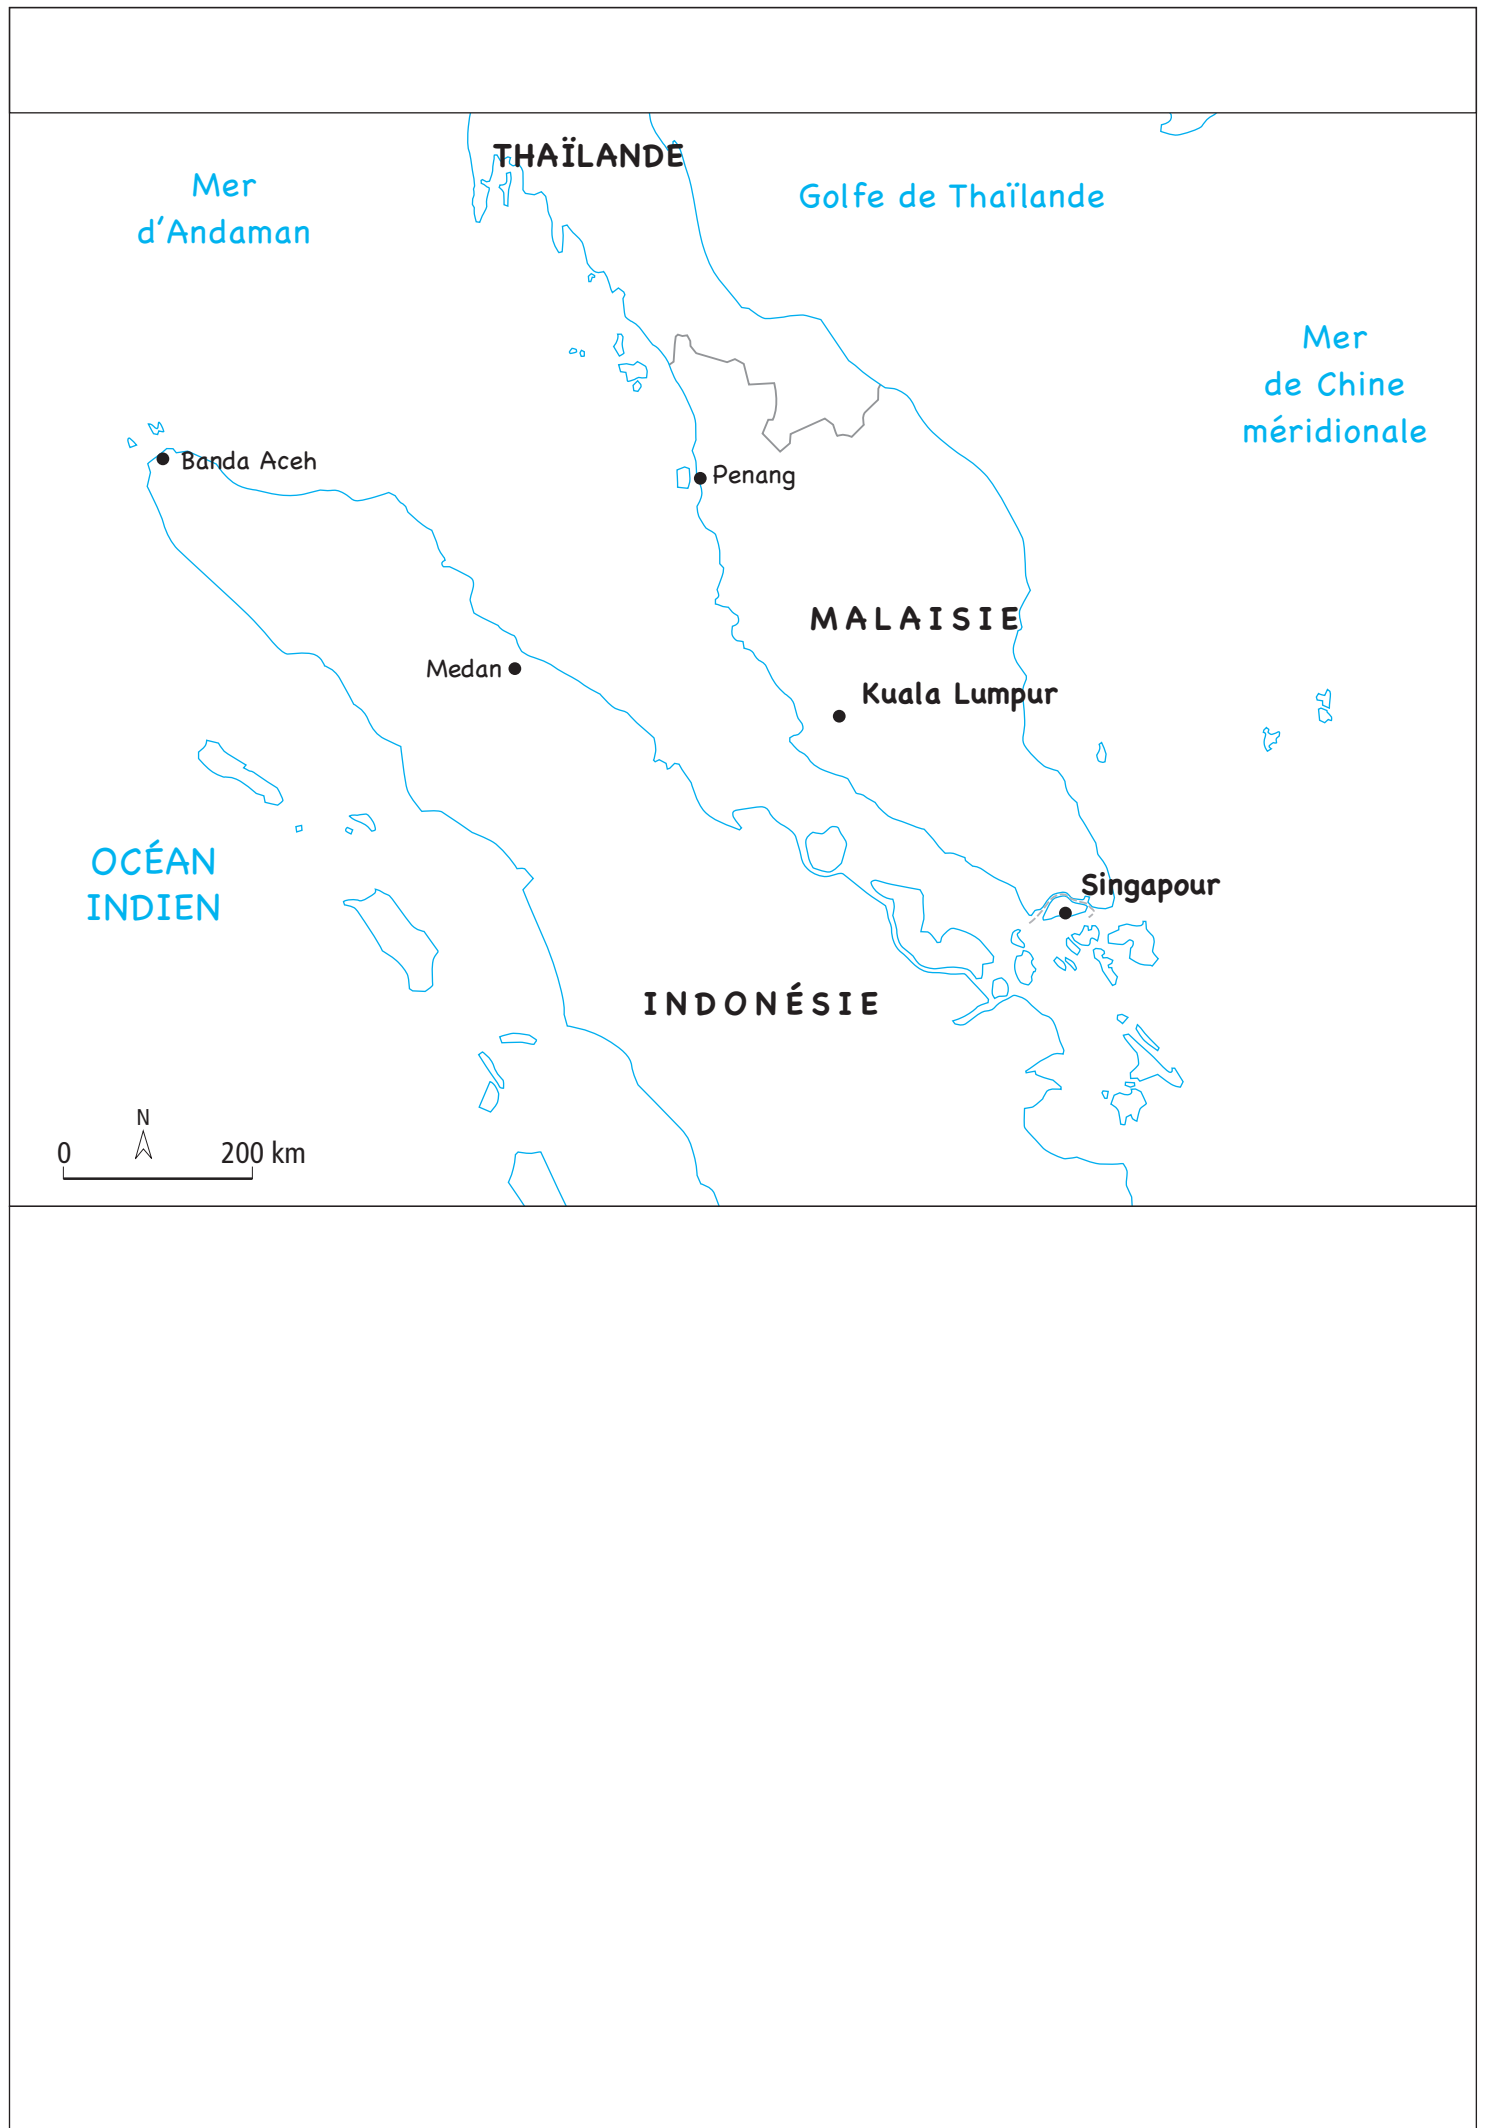 THAÏLANDE
Mer
d'Andaman
Golfe de Thaïlande
Mer
de Chine
méridionale
Banda Aceh
Penang
MALAISIE
Medan
Kuala Lumpur
OCÉAN
INDIEN
Singapour
INDONÉSIE
N
0 200 km